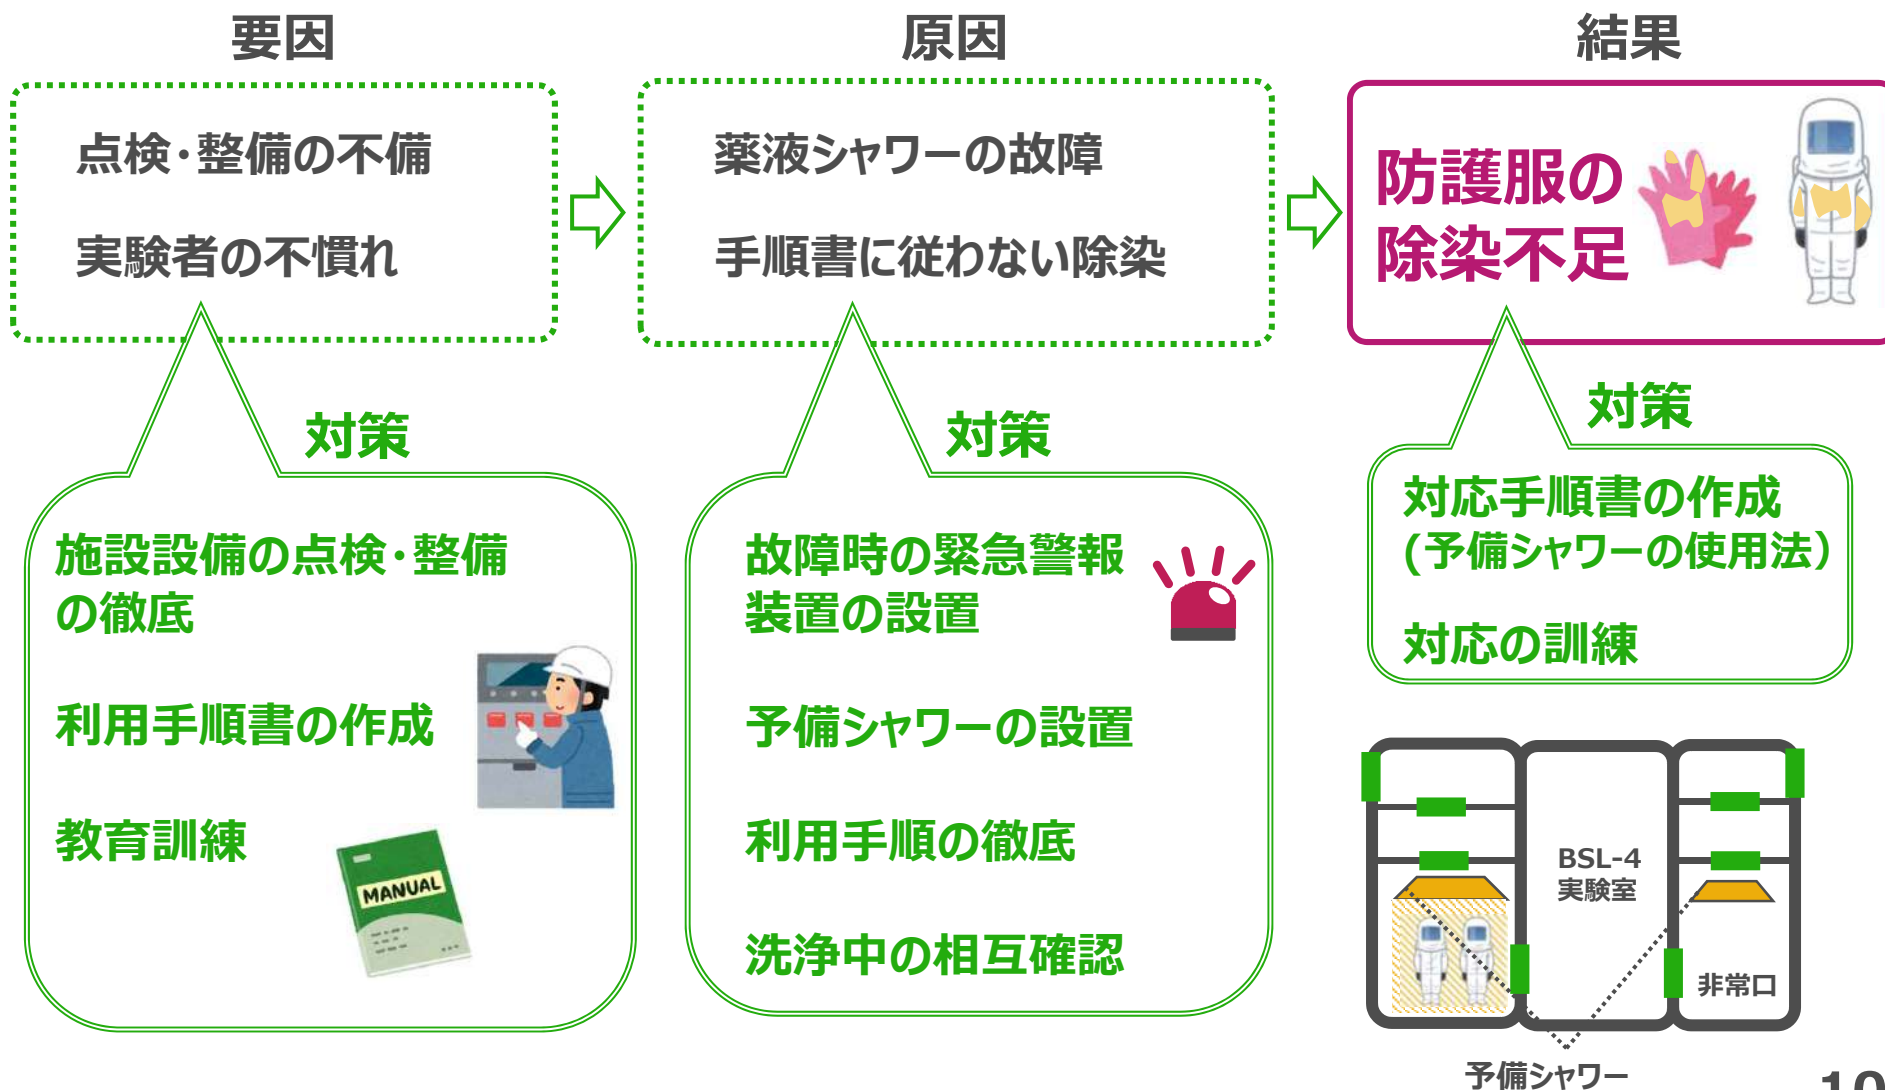 要因
点検・整備の不備
実験者の不慣れ
対策
施設設備の点検・整備
の徹底
利用手順書の作成
教育訓練
MANUAL
原因
薬液シャワーの故障
手順書に従わない除染
対策
故障時の緊急警報
装置の設置
予備シャワーの設置
利用手順の徹底
洗浄中の相互確認
結果
防護服の
除染不足
対策
対応手順書の作成
(予備シャワーの使用法）
対応の訓練
BSL-4
実験室
非常口
予備シャワー
10